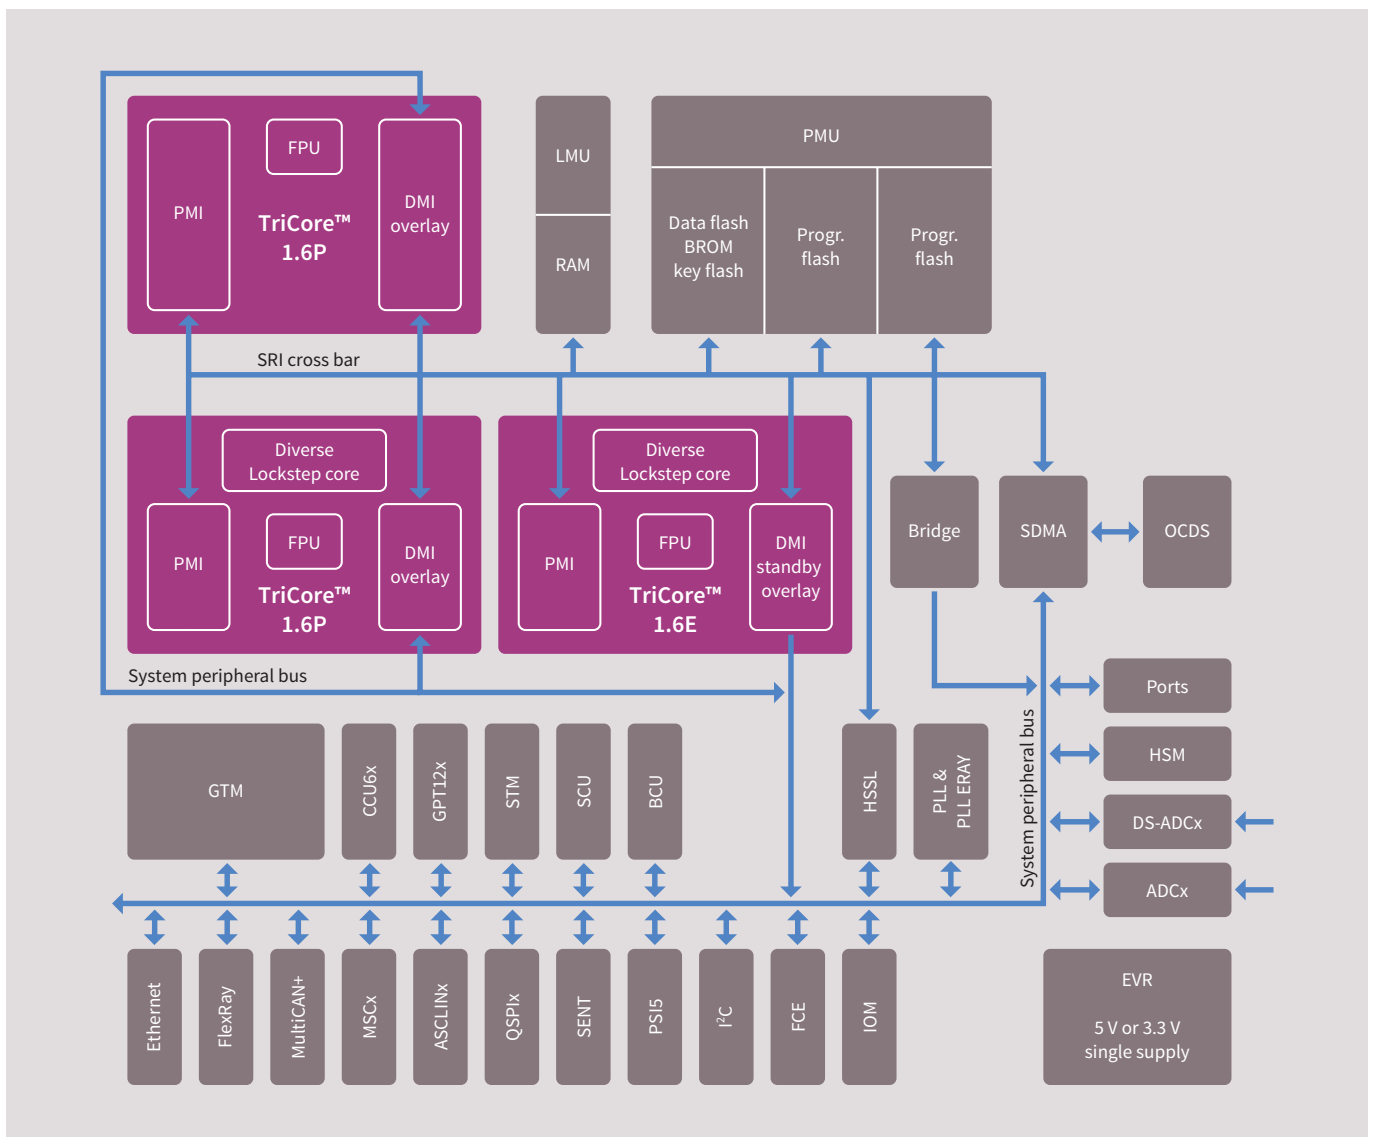 FPU
PMI
TriCore™
1.6P
DMI
overlay
LMU
RAM
PMU
Data flash
BROM
key flash
Progr.
flash
Progr.
flash
SRI cross bar
Diverse
Lockstep core
PMI
FPU
TriCore™
1.6P
DMI
overlay
Diverse
Lockstep core
PMI
FPU
TriCore™
1.6E
DMI
standby
overlay
Bridge
SDMA
OCDS
System peripheral bus
System peripheral bus
Ports
HSM
DS-ADCx
ADCx
GTM
CCU6x
GPT12x
STM
SCU
BCU
HSSL
PLL &
PLL ERAY
Ethernet
FlexRay
MultiCAN+
MSCx
ASCLINx
QSPIx
SENT
PSI5
I²C
FCE
IOM
EVR
5 V or 3.3 V
single supply